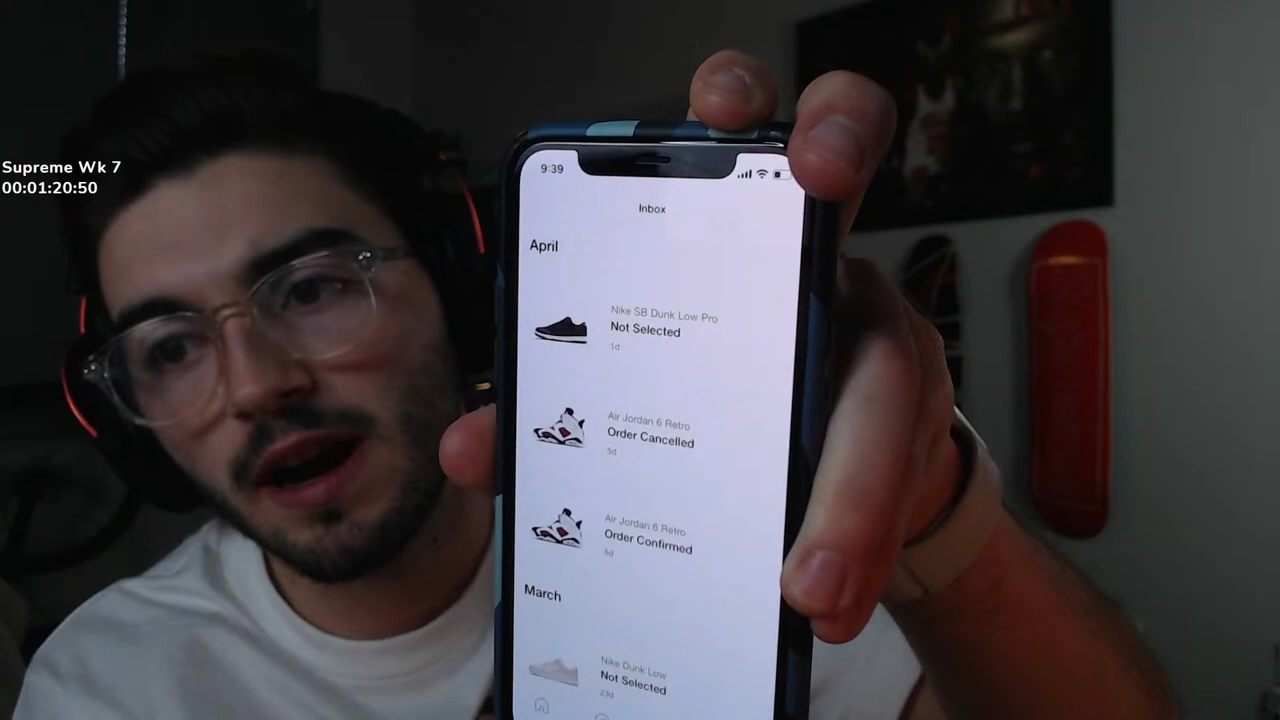 Supreme Wk 7
00:01:20:50
9:39
Inbox
April
Nike SB Dunk Low Pro
Not Selected
1d
Air Jordan 6 Retro
Order Cancelled
5d
Air Jordan 6 Retro
Order Confirmed
5d
March
Nike Dunk Low
Not Selected
23d